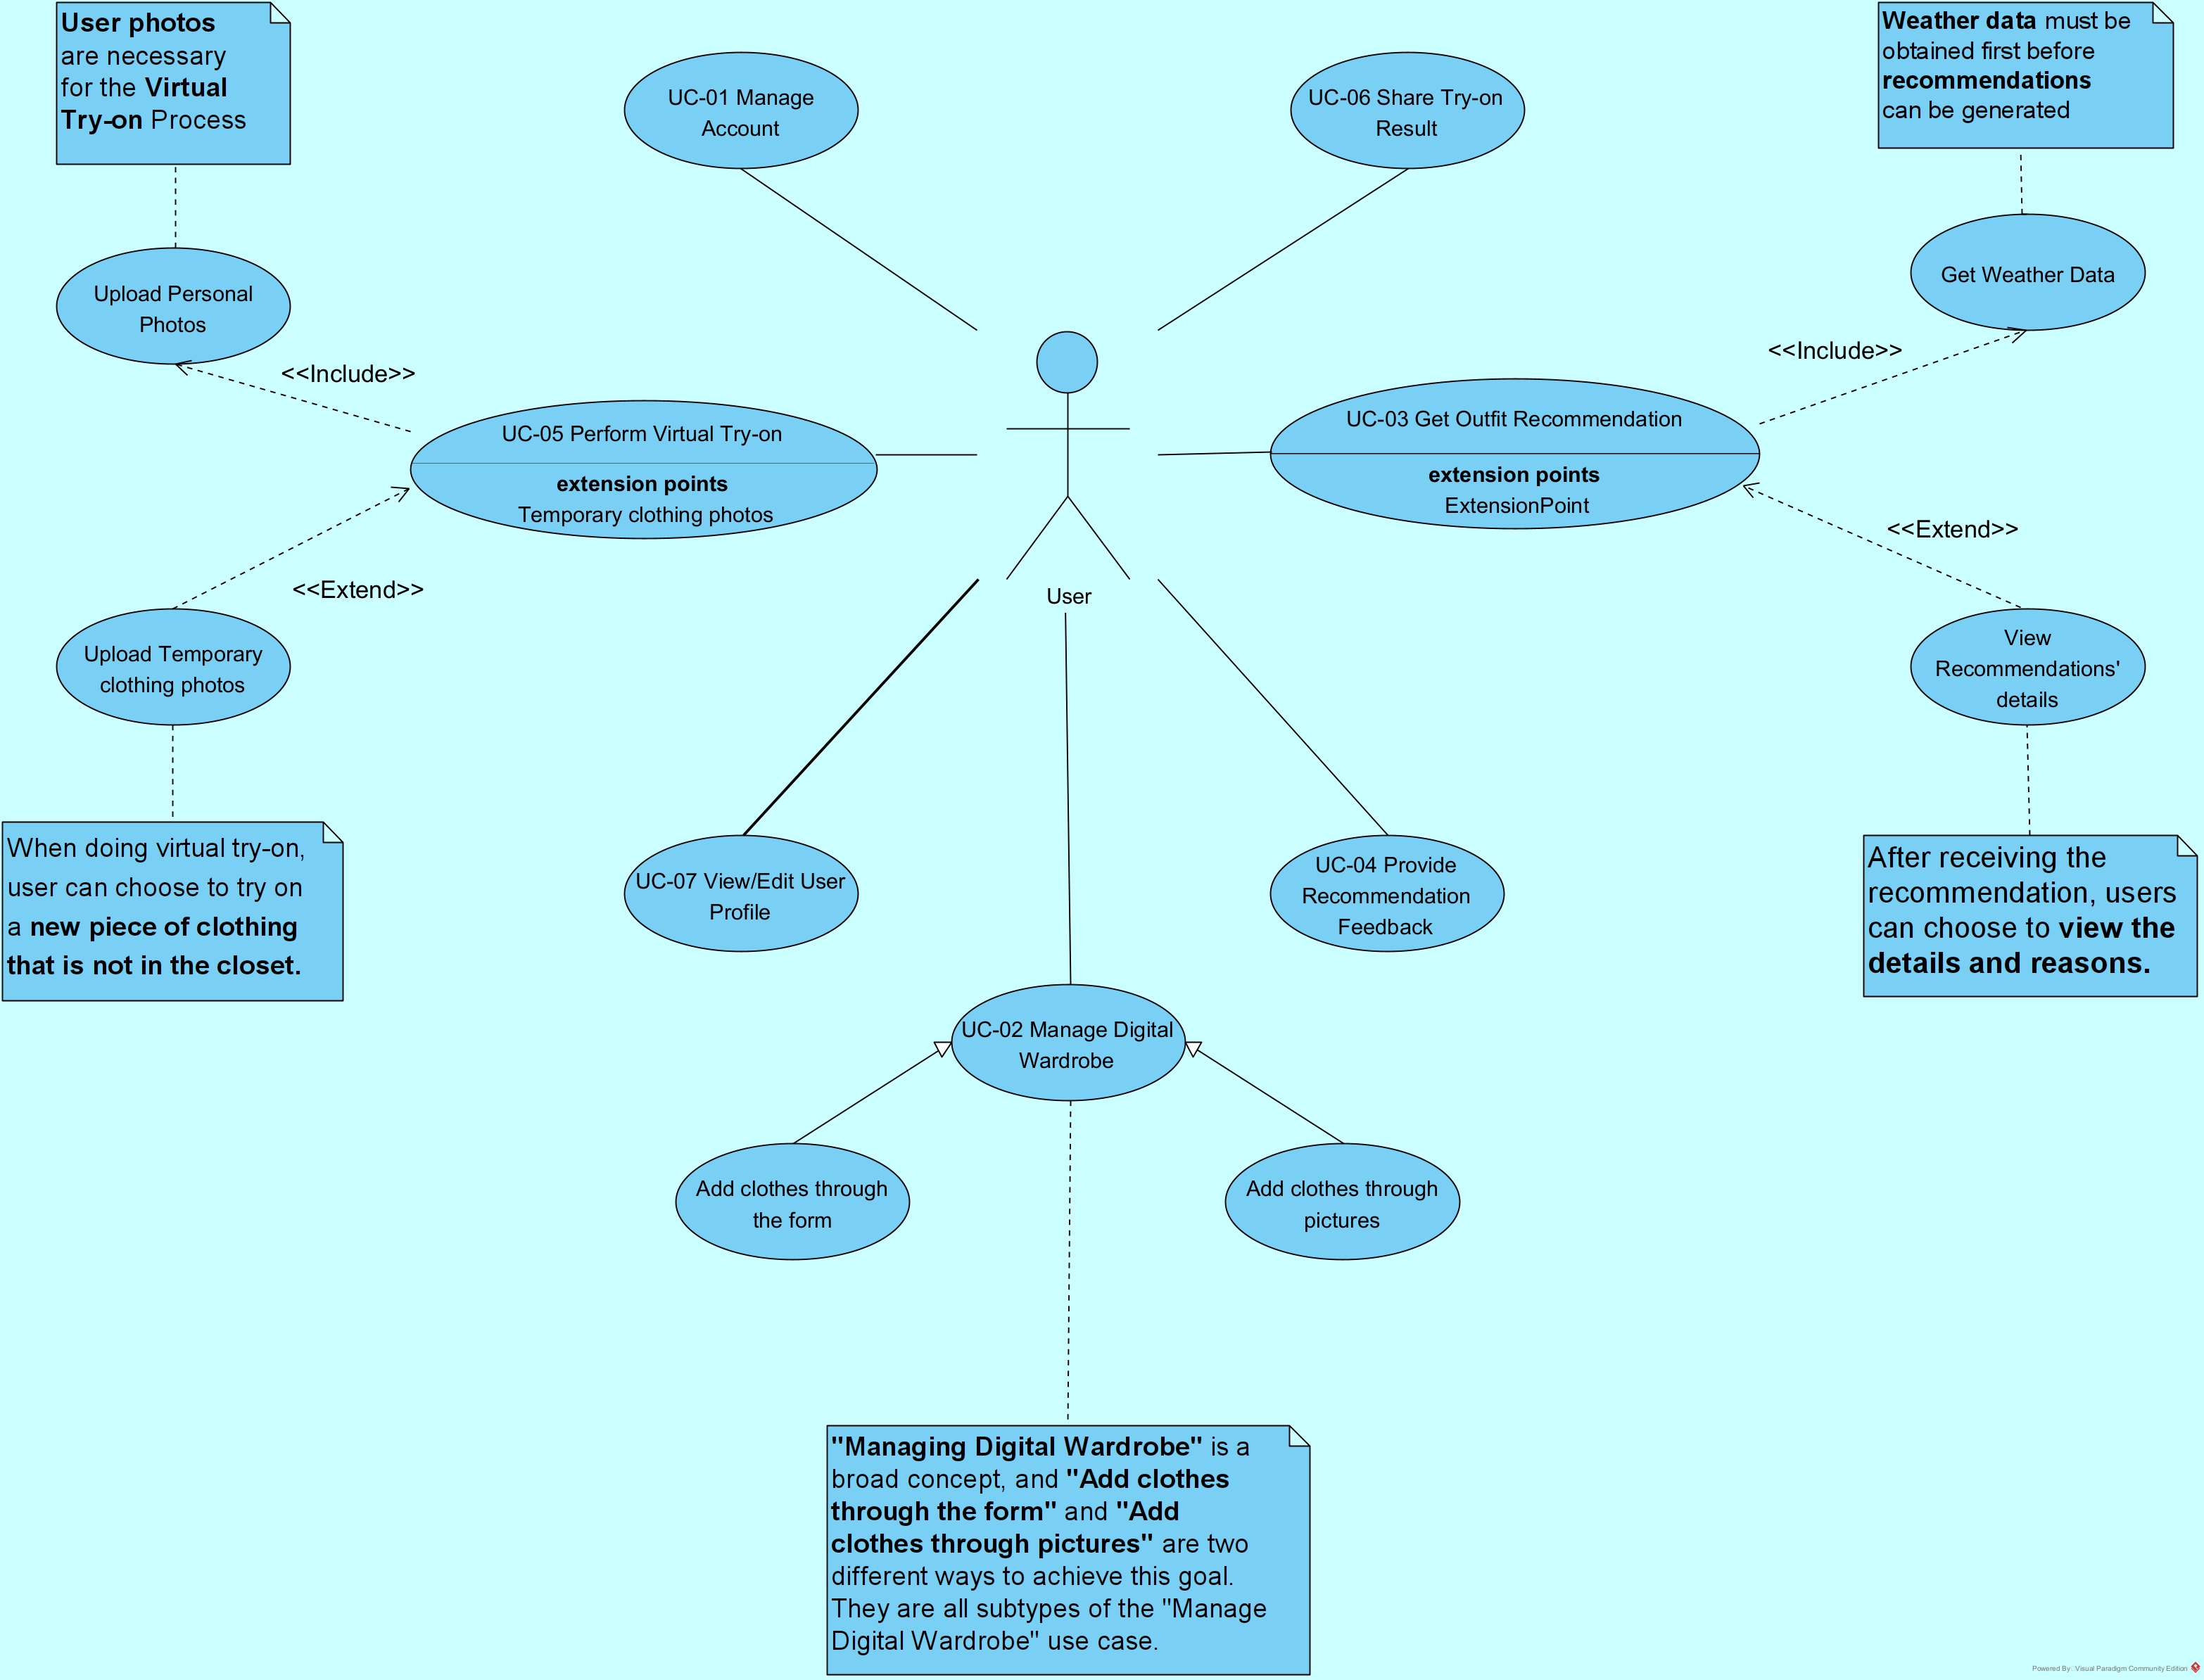 User photos
are necessary
for the Virtual
Try-on Process
UC-01 Manage
Account
UC-06 Share Try-on
Result
Weather data must be
obtained first before
recommendations
can be generated
Upload Personal
Photos
Get Weather Data
<<Include>>
<<Include>>
UC-05 Perform Virtual Try-on
extension points
Temporary clothing photos
UC-03 Get Outfit Recommendation
extension points
ExtensionPoint
<<Extend>>
<<Extend>>
User
Upload Temporary
clothing photos
View
Recommendations'
details
When doing virtual try-on,
user can choose to try on
a new piece of clothing
that is not in the closet.
UC-07 View/Edit User
Profile
UC-04 Provide
Recommendation
Feedback
After receiving the
recommendation, users
can choose to view the
details and reasons.
UC-02 Manage Digital
Wardrobe
Add clothes through
the form
Add clothes through
pictures
"Managing Digital Wardrobe" is a
broad concept, and "Add clothes
through the form" and "Add
clothes through pictures" are two
different ways to achieve this goal.
They are all subtypes of the "Manage
Digital Wardrobe" use case.
Powered By: Visual Paradigm Community Edition